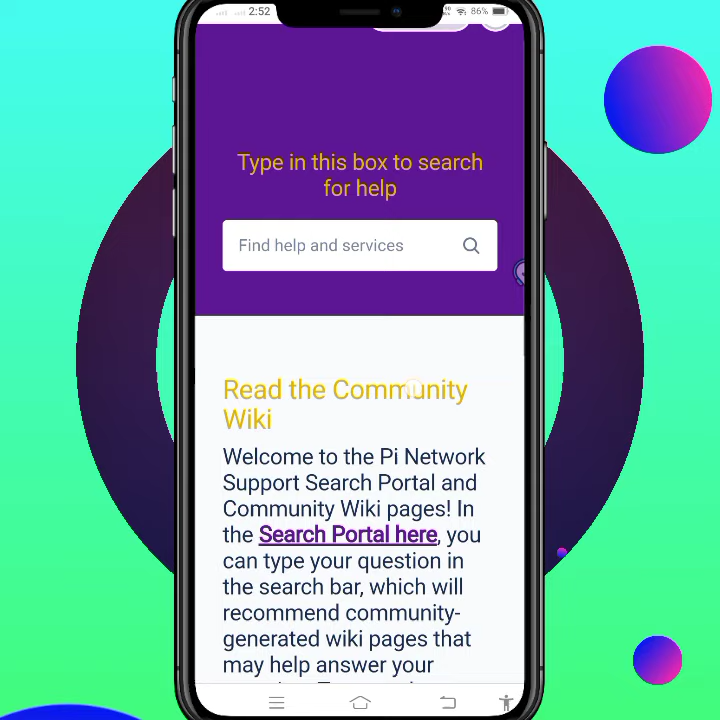 2:52
86%
Type in this box to search
for help
Find help and services
Read the Community
Wiki
Welcome to the Pi Network
Support Search Portal and
Community Wiki pages! In
the Search Portal here, you
can type your question in
the search bar, which will
recommend community-
generated wiki pages that
may help answer your